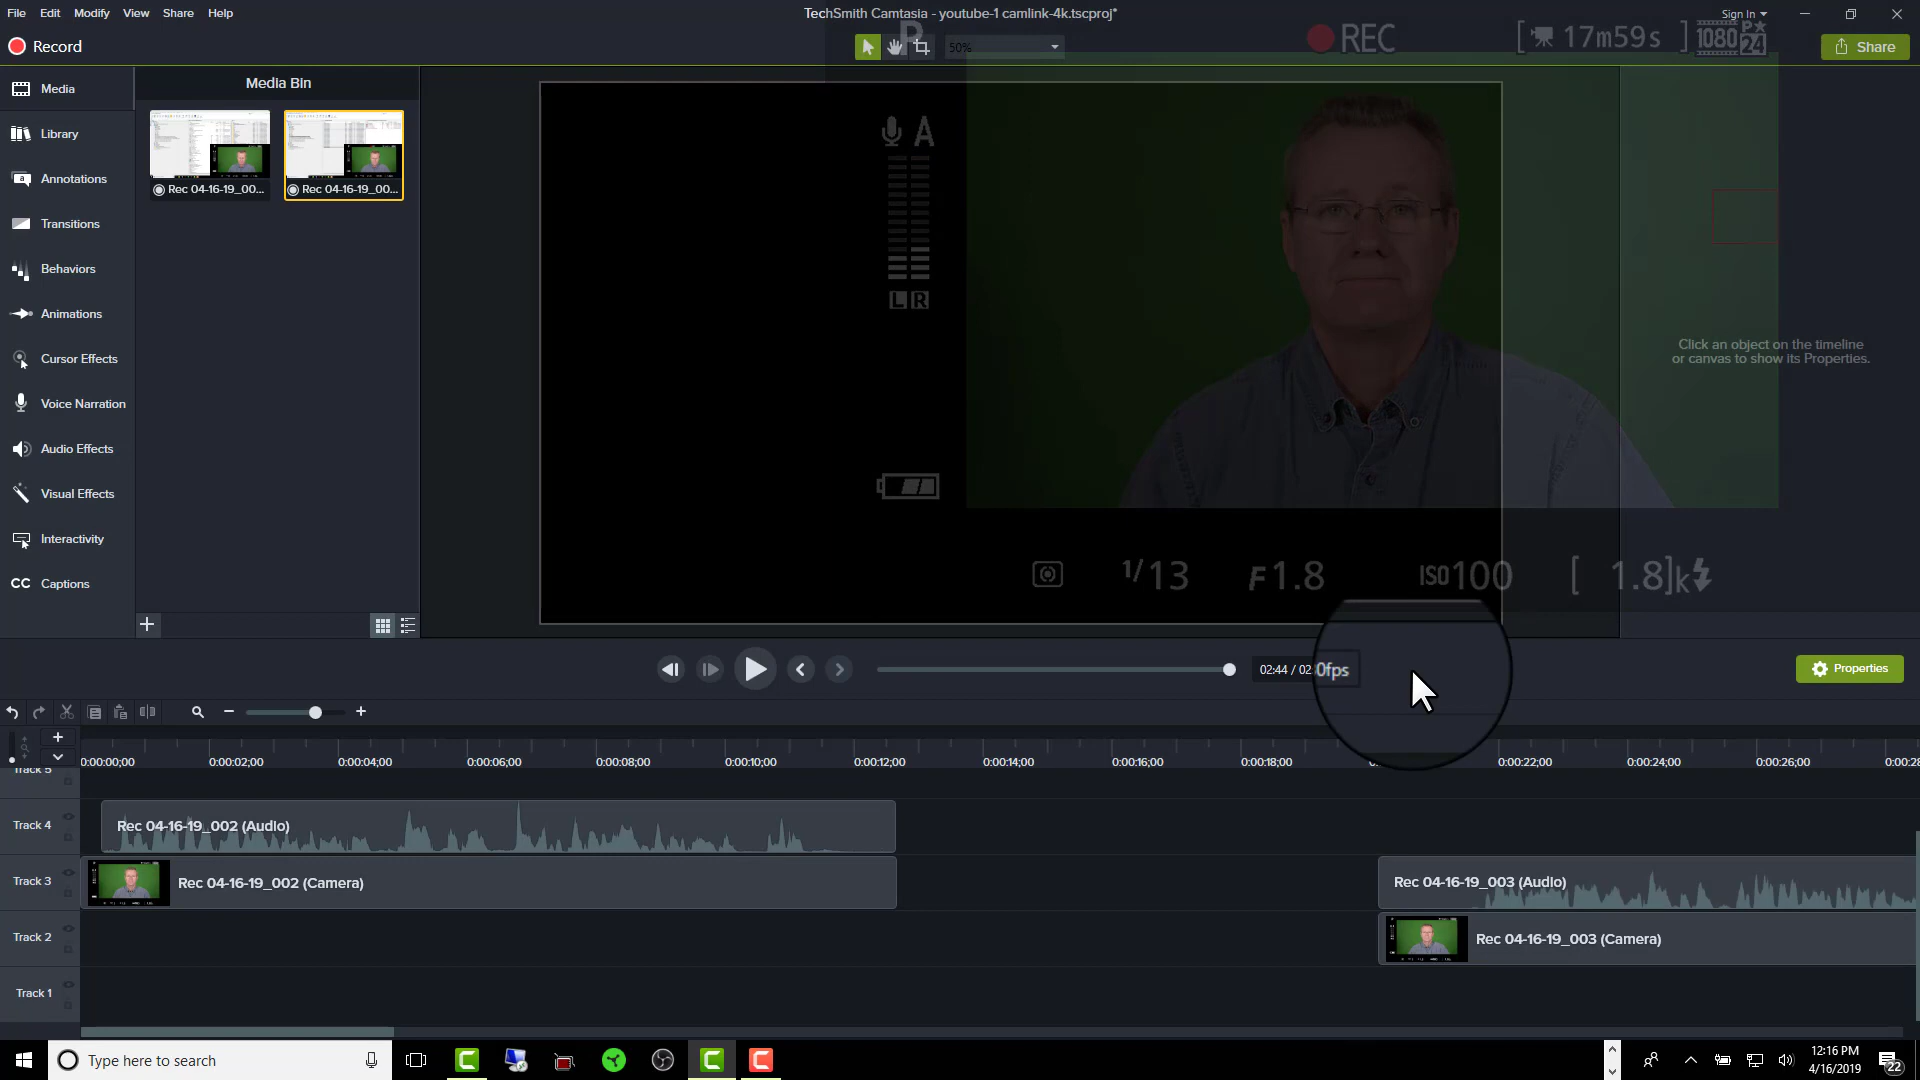 File Edit Modify View Share Help
TechSmith Camtasia - youtube-1 camlink-4k.tscproj*
Sign In
Record
P
50%
REC
[ 17m59s ]
1080 24
Share
Media
Media Bin
Library
Annotations
Transitions
Behaviors
Animations
Cursor Effects
Voice Narration
Audio Effects
Visual Effects
Interactivity
CC Captions
Rec 04-16-19_00...
Rec 04-16-19_00...
A
L R
Click an object on the timeline
or canvas to show its Properties.
1/13 F1.8 ISO100 [ 1.8]k
02:44 / 02:
0fps
Properties
0:00:00;00 0:00:02;00 0:00:04;00 0:00:06;00 0:00:08;00 0:00:10;00 0:00:12;00 0:00:14;00 0:00:16;00 0:00:18;00 0:00:22;00 0:00:24;00 0:00:26;00 0:00:28
Track 5
Track 4
Rec 04-16-19_002 (Audio)
Track 3
Rec 04-16-19_002 (Camera)
Rec 04-16-19_003 (Audio)
Track 2
Rec 04-16-19_003 (Camera)
Track 1
Type here to search
12:16 PM
4/16/2019
22